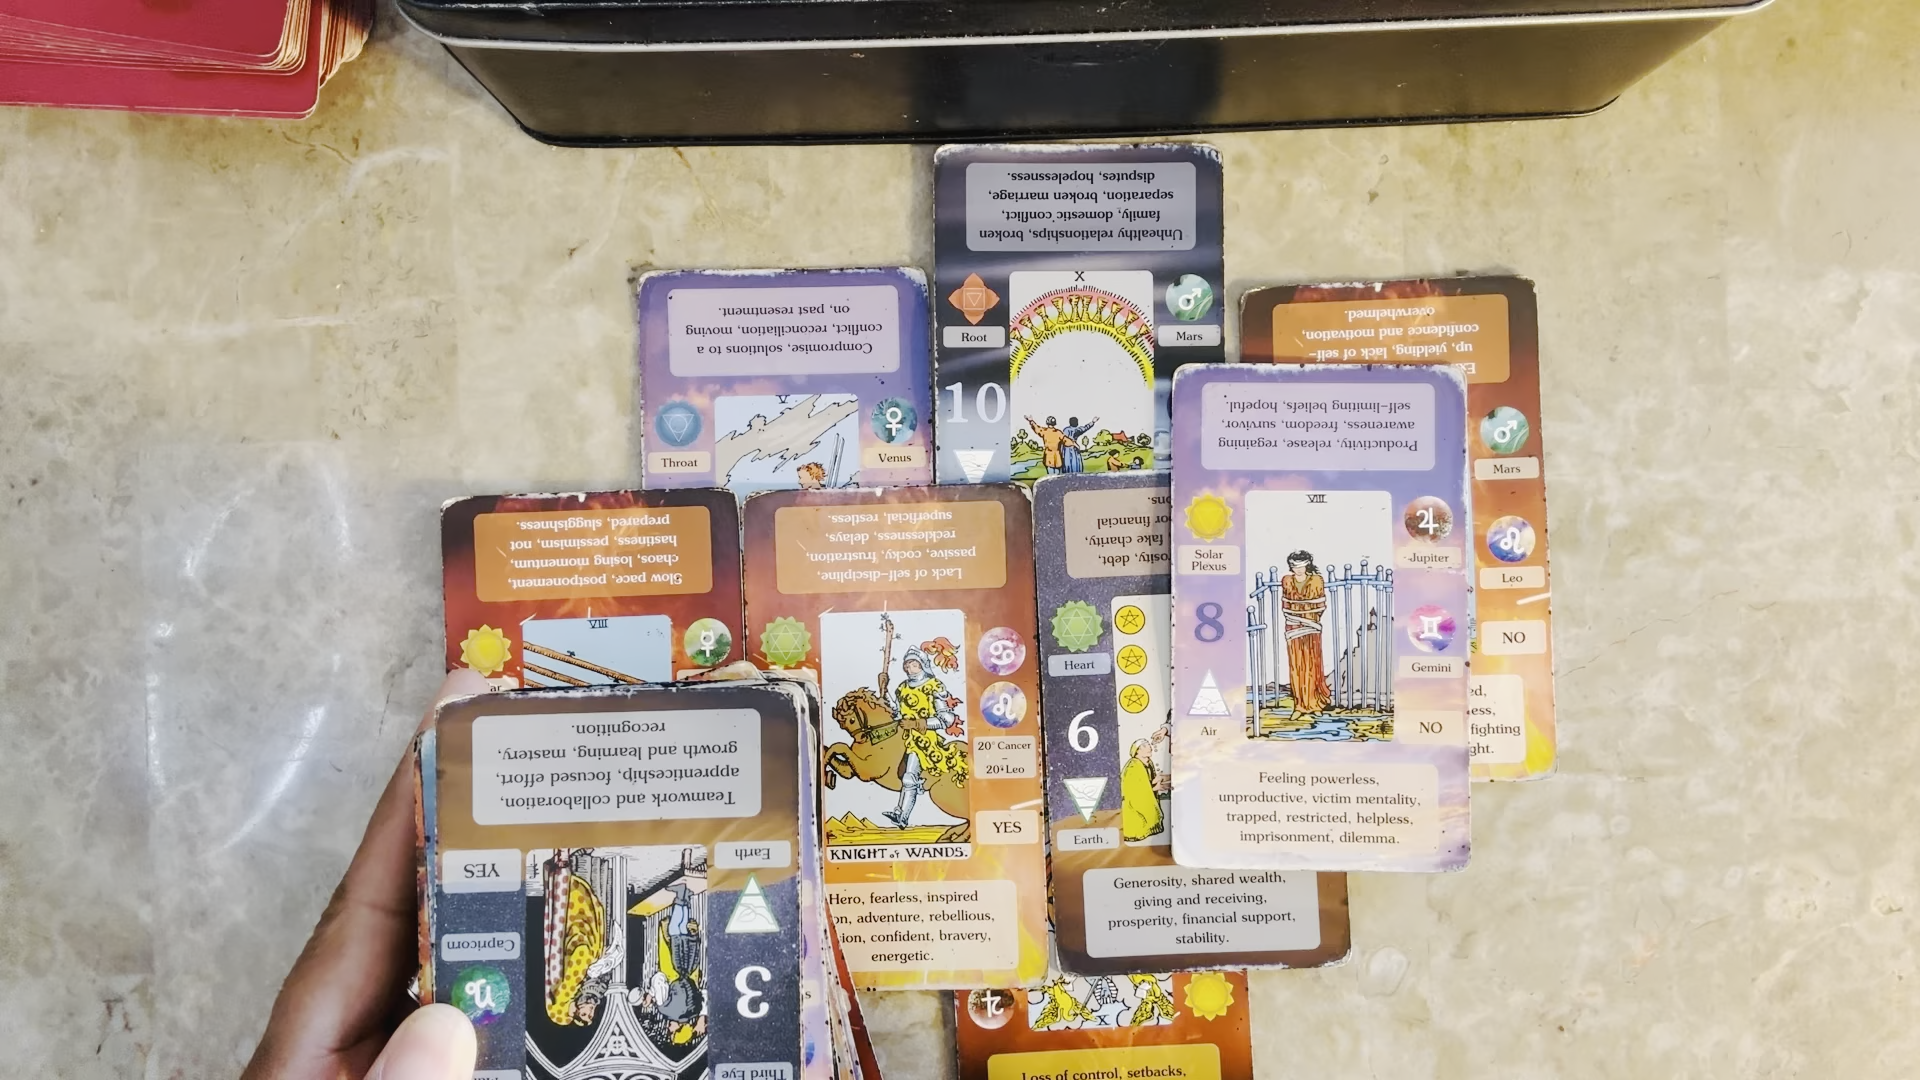 Unhealthy relationships, broken
family, domestic conflict,
separation, broken marriage,
disputes, hopelessness.
X
Root
Mars
10
Compromise, solutions to a
conflict, reconciliation, moving
on, past resentment.
V
Throat
Venus
up, yielding, lack of self-
confidence and motivation,
overwhelmed.
Mars
Leo
NO
fighting
Productivity, release, regaining
awareness, freedom, survivor,
self-limiting beliefs, hopeful.
VIII
Solar
Plexus
Jupiter
8
Gemini
Air
NO
Feeling powerless,
unproductive, victim mentality,
trapped, restricted, helpless,
imprisonment, dilemma.
Slow pace, postponement,
chaos, losing momentum,
hastiness, pessimism, not
prepared, sluggishness.
VIII
Lack of self-discipline,
passive, cocky, frustration,
recklessness, delays,
superficial, restless.
20° Cancer
–
20° Leo
YES
KNIGHT of WANDS.
Hero, fearless, inspired
adventure, rebellious,
confident, bravery,
energetic.
debt,
fake charity,
financial
Heart
6
Earth
Generosity, shared wealth,
giving and receiving,
prosperity, financial support,
stability.
Teamwork and collaboration,
apprenticeship, focused effort,
growth and learning, mastery,
recognition.
YES
Earth
Capricorn
3
Third Eye
X
Loss of control, setbacks,